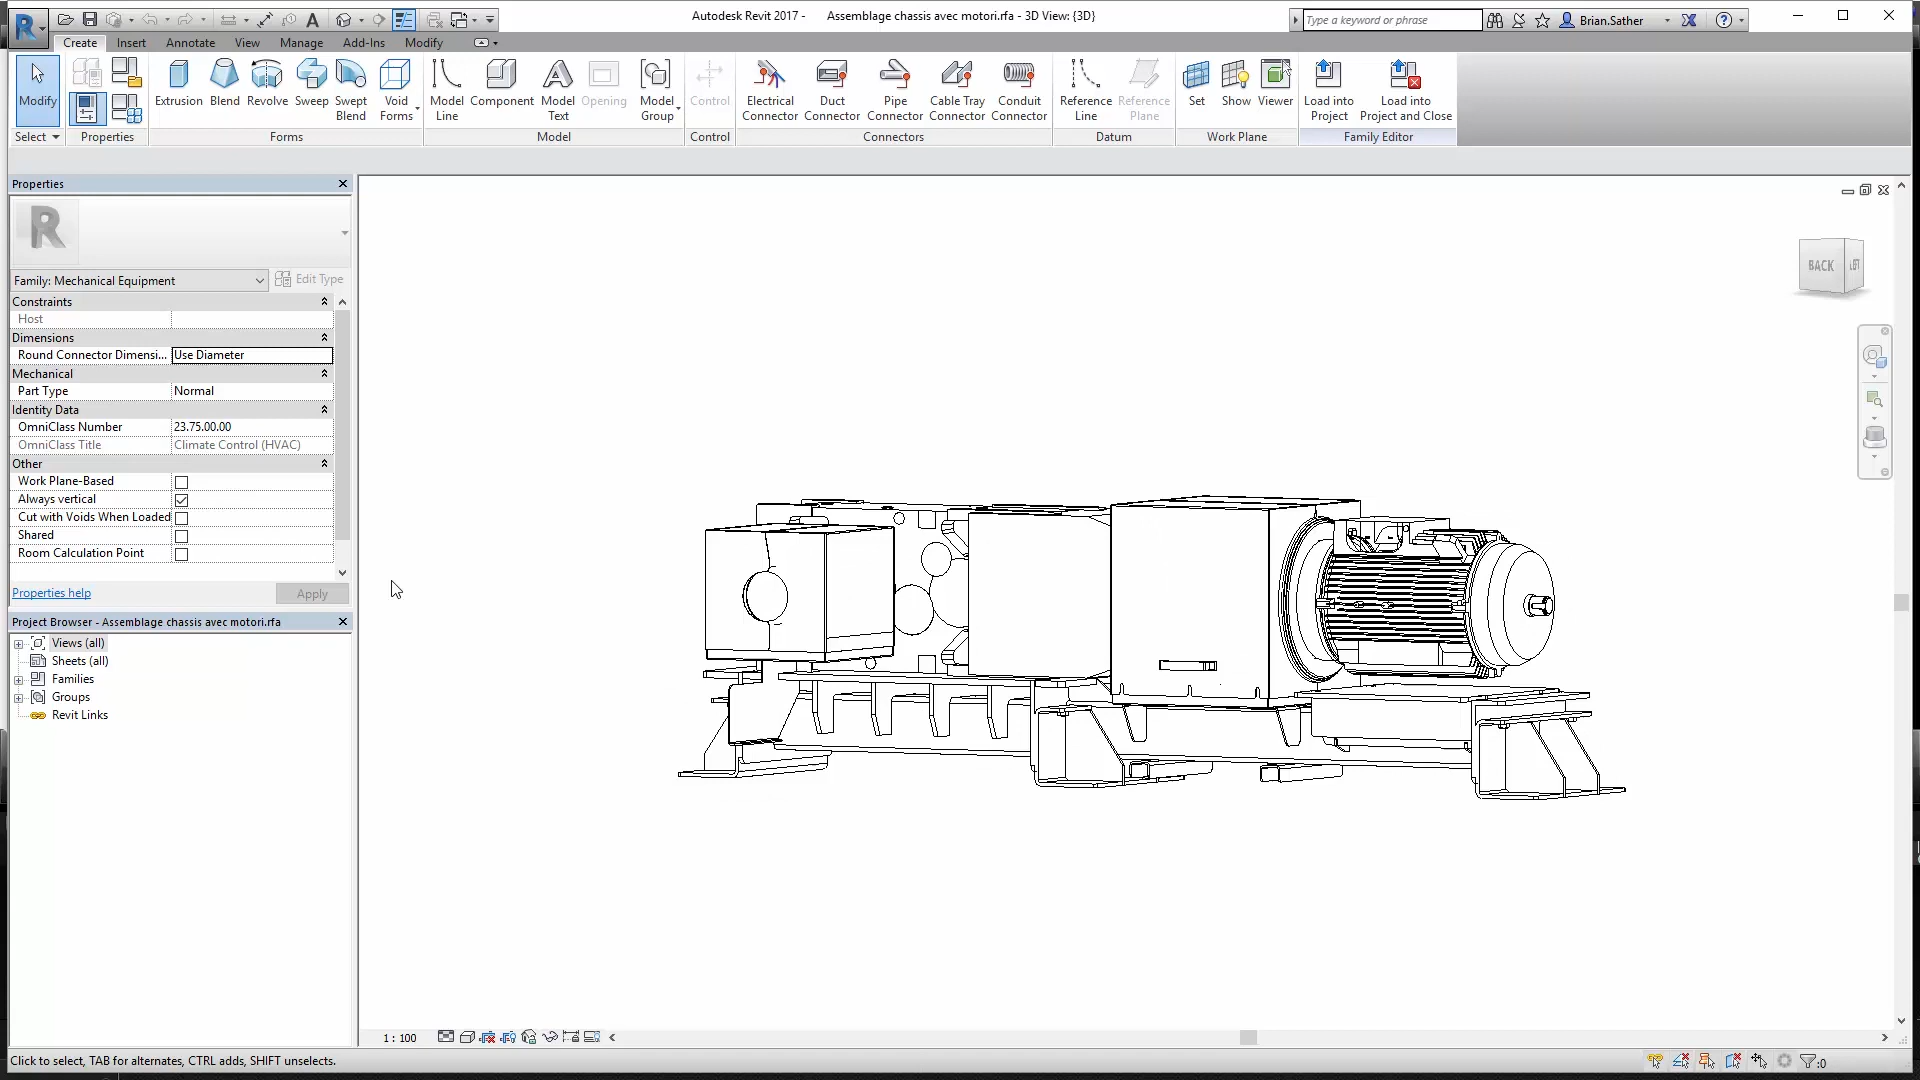 Autodesk Revit 2017 - Assemblage chassis avec motori.rfa - 3D View: {3D}
Type a keyword or phrase
Brian.Sather
Create Insert Annotate View Manage Add-Ins Modify
Modify
Extrusion Blend Revolve Sweep Swept Blend Void Forms
Model Line Component Model Text Opening Model Group
Control
Electrical Connector Duct Connector Pipe Connector Cable Tray Connector Conduit Connector
Reference Line Reference Plane
Set Show Viewer
Load into Project Load into Project and Close
Select Properties Forms Model Control Connectors Datum Work Plane Family Editor
Properties
R
Family: Mechanical Equipment Edit Type
Constraints
Host
Dimensions
Round Connector Dimensi... Use Diameter
Mechanical
Part Type Normal
Identity Data
OmniClass Number 23.75.00.00
OmniClass Title Climate Control (HVAC)
Other
Work Plane-Based
Always vertical
Cut with Voids When Loaded
Shared
Room Calculation Point
Properties help Apply
Project Browser - Assemblage chassis avec motori.rfa
Views (all)
Sheets (all)
Families
Groups
Revit Links
BACK LEFT
1 : 100
Click to select, TAB for alternates, CTRL adds, SHIFT unselects.
:0